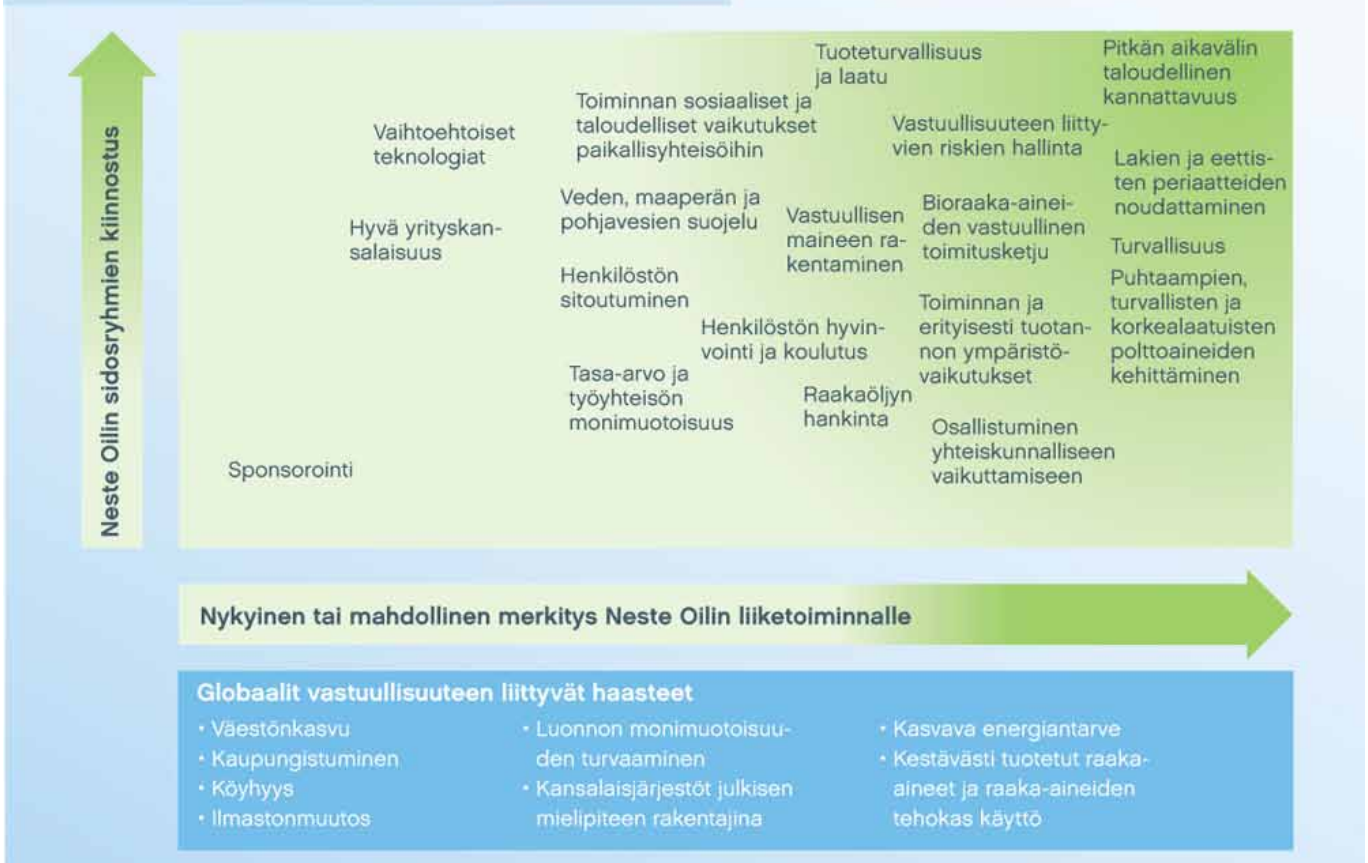 Neste Oilin sidosryhmien kiinnostus
Tuoteturvallisuus
ja laatu
Pitkän aikavälin
taloudellinen
kannattavuus
Toiminnan sosiaaliset ja
taloudelliset vaikutukset
paikallisyhteisöihin
Vaihtoehtoiset
teknologiat
Vastuullisuuteen liitty-
vien riskien hallinta
Lakien ja eettis-
ten periaatteiden
noudattaminen
Veden, maaperän ja
pohjavesien suojelu
Hyvä yrityskan-
salaisuus
Vastuullisen
maineen ra-
kentaminen
Bioraaka-ainei-
den vastuullinen
toimitusketju
Turvallisuus
Henkilöstön
sitoutuminen
Puhtaampien,
turvallisten ja
korkealaatuisten
polttoaineiden
kehittäminen
Henkilöstön hyvin-
vointi ja koulutus
Toiminnan ja
erityisesti tuotan-
non ympäristö-
vaikutukset
Tasa-arvo ja
työyhteisön
monimuotoisuus
Raakaöljyn
hankinta
Osallistuminen
yhteiskunnalliseen
vaikuttamiseen
Sponsorointi
Nykyinen tai mahdollinen merkitys Neste Oilin liiketoiminnalle
Globaalit vastuullisuuteen liittyvät haasteet
• Väestönkasvu
• Kaupungistuminen
• Köyhyys
• Ilmastonmuutos
• Luonnon monimuotoisuu-
den turvaaminen
• Kansalaisjärjestöt julkisen
mielipiteen rakentajina
• Kasvava energiantarve
• Kestävästi tuotetut raaka-
aineet ja raaka-aineiden
tehokas käyttö